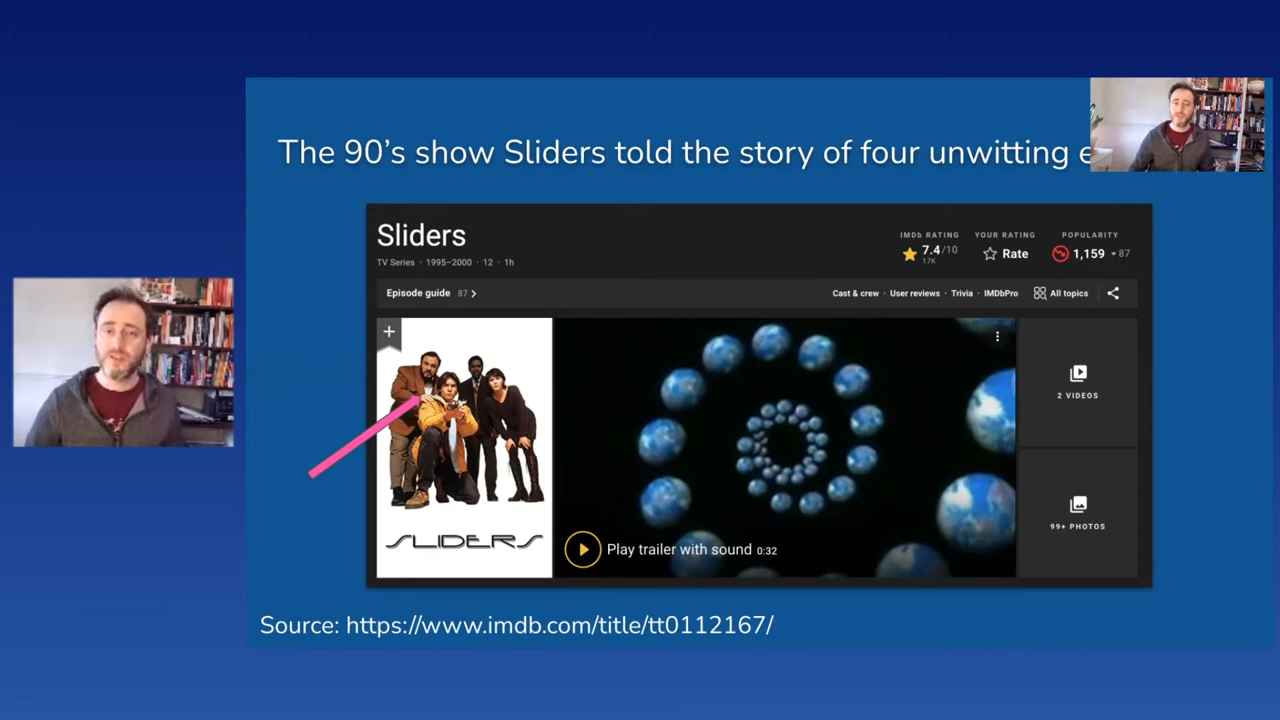 The 90's show Sliders told the story of four unwitting e
Sliders
TV Series · 1995–2000 · 12 · 1h
IMDb RATING
7.4/10
17K
YOUR RATING
Rate
POPULARITY
1,159 87
Episode guide 87
Cast & crew · User reviews · Trivia · IMDbPro
All topics
SLIDERS
Play trailer with sound 0:32
2 VIDEOS
99+ PHOTOS
Source: https://www.imdb.com/title/tt0112167/